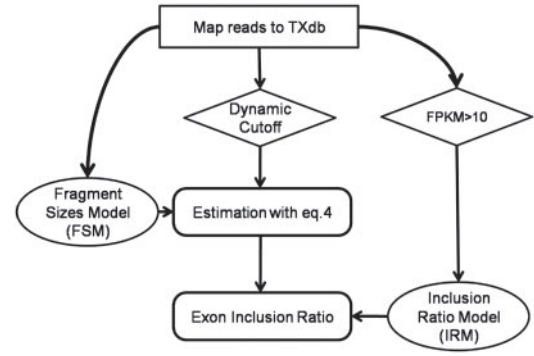 Map reads to TXdb
Dynamic
Cutoff
FPKM>10
Fragment
Sizes Model
(FSM)
Estimation with eq.4
Exon Inclusion Ratio
Inclusion
Ratio Model
(IRM)